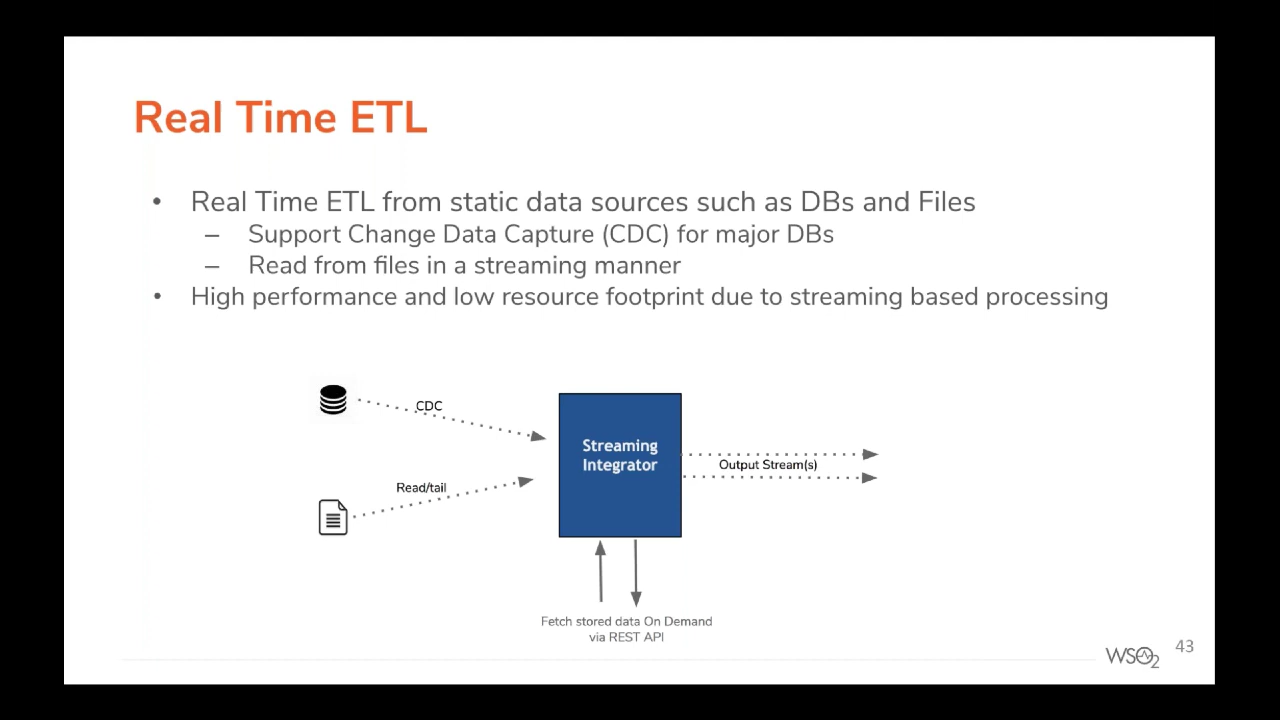 Real Time ETL
• Real Time ETL from static data sources such as DBs and Files
– Support Change Data Capture (CDC) for major DBs
– Read from files in a streaming manner
• High performance and low resource footprint due to streaming based processing
CDC
Streaming
Integrator
Output Stream(s)
Read/tail
Fetch stored data On Demand
via REST API
WSO2
43